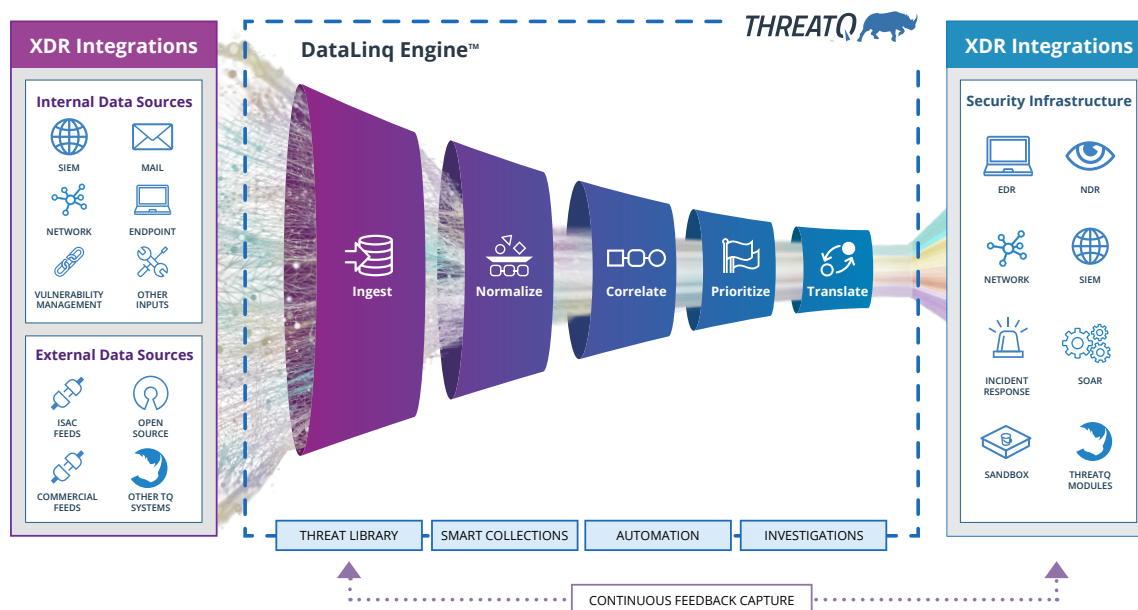 XDR Integrations
Internal Data Sources
SIEM
MAIL
NETWORK
ENDPOINT
VULNERABILITY
MANAGEMENT
OTHER
INPUTS
External Data Sources
ISAC
FEEDS
OPEN
SOURCE
COMMERCIAL
FEEDS
OTHER TQ
SYSTEMS
DataLinq Engine™
THREATQ
Ingest
Normalize
Correlate
Prioritize
Translate
THREAT LIBRARY
SMART COLLECTIONS
AUTOMATION
INVESTIGATIONS
CONTINUOUS FEEDBACK CAPTURE
XDR Integrations
Security Infrastructure
EDR
NDR
NETWORK
SIEM
INCIDENT
RESPONSE
SOAR
SANDBOX
THREATQ
MODULES